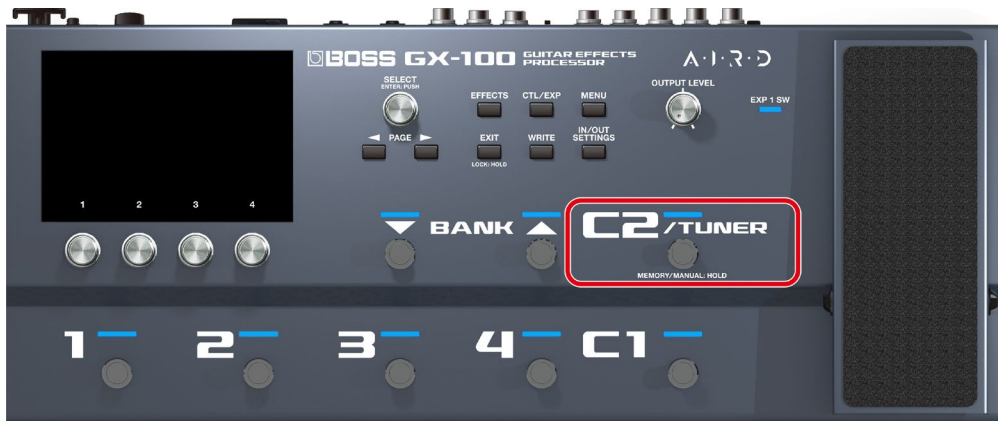 BOSS GX-100 GUITAR EFFECTS PROCESSOR
A·I·R·D
SELECT
ENTER: PUSH
EFFECTS CTL/EXP MENU
OUTPUT LEVEL
EXP 1 SW
PAGE
EXIT WRITE IN/OUT SETTINGS
LOCK: HOLD
1 2 3 4
BANK
C2/TUNER
MEMORY/MANUAL: HOLD
1 2 3 4 C1